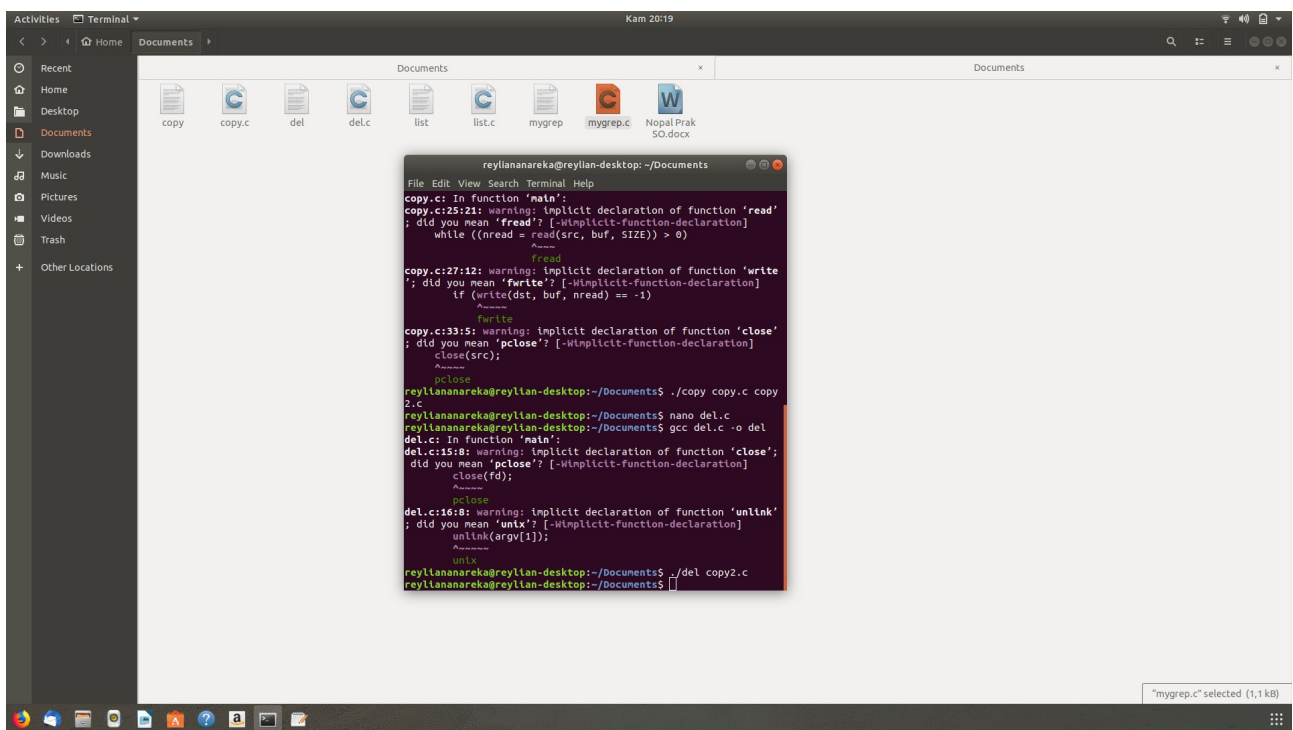 Activities Terminal Kam 20:19
Home Documents
Recent
Home
Desktop
Documents
Downloads
Music
Pictures
Videos
Trash
Other Locations
Documents × Documents ×
copy copy.c del del.c list list.c mygrep mygrep.c Nopal Prak
SO.docx
reyliananareka@reylian-desktop: ~/Documents
File Edit View Search Terminal Help
copy.c: In function ‘main’:
copy.c:25:21: warning: implicit declaration of function ‘read’
; did you mean ‘fread’? [-Wimplicit-function-declaration]
while ((nread = read(src, buf, SIZE)) > 0)
^~~~
fread
copy.c:27:12: warning: implicit declaration of function ‘write
’; did you mean ‘fwrite’? [-Wimplicit-function-declaration]
if (write(dst, buf, nread) == -1)
^~~~~
fwrite
copy.c:33:5: warning: implicit declaration of function ‘close’
; did you mean ‘pclose’? [-Wimplicit-function-declaration]
close(src);
^~~~~
pclose
reyliananareka@reylian-desktop:~/Documents$ ./copy copy.c copy
2.c
reyliananareka@reylian-desktop:~/Documents$ nano del.c
reyliananareka@reylian-desktop:~/Documents$ gcc del.c -o del
del.c: In function ‘main’:
del.c:15:8: warning: implicit declaration of function ‘close’;
did you mean ‘pclose’? [-Wimplicit-function-declaration]
close(fd);
^~~~~
pclose
del.c:16:8: warning: implicit declaration of function ‘unlink’
; did you mean ‘unix’? [-Wimplicit-function-declaration]
unlink(argv[1]);
^~~~~~
unix
reyliananareka@reylian-desktop:~/Documents$ ./del copy2.c
reyliananareka@reylian-desktop:~/Documents$
"mygrep.c" selected (1,1 kB)